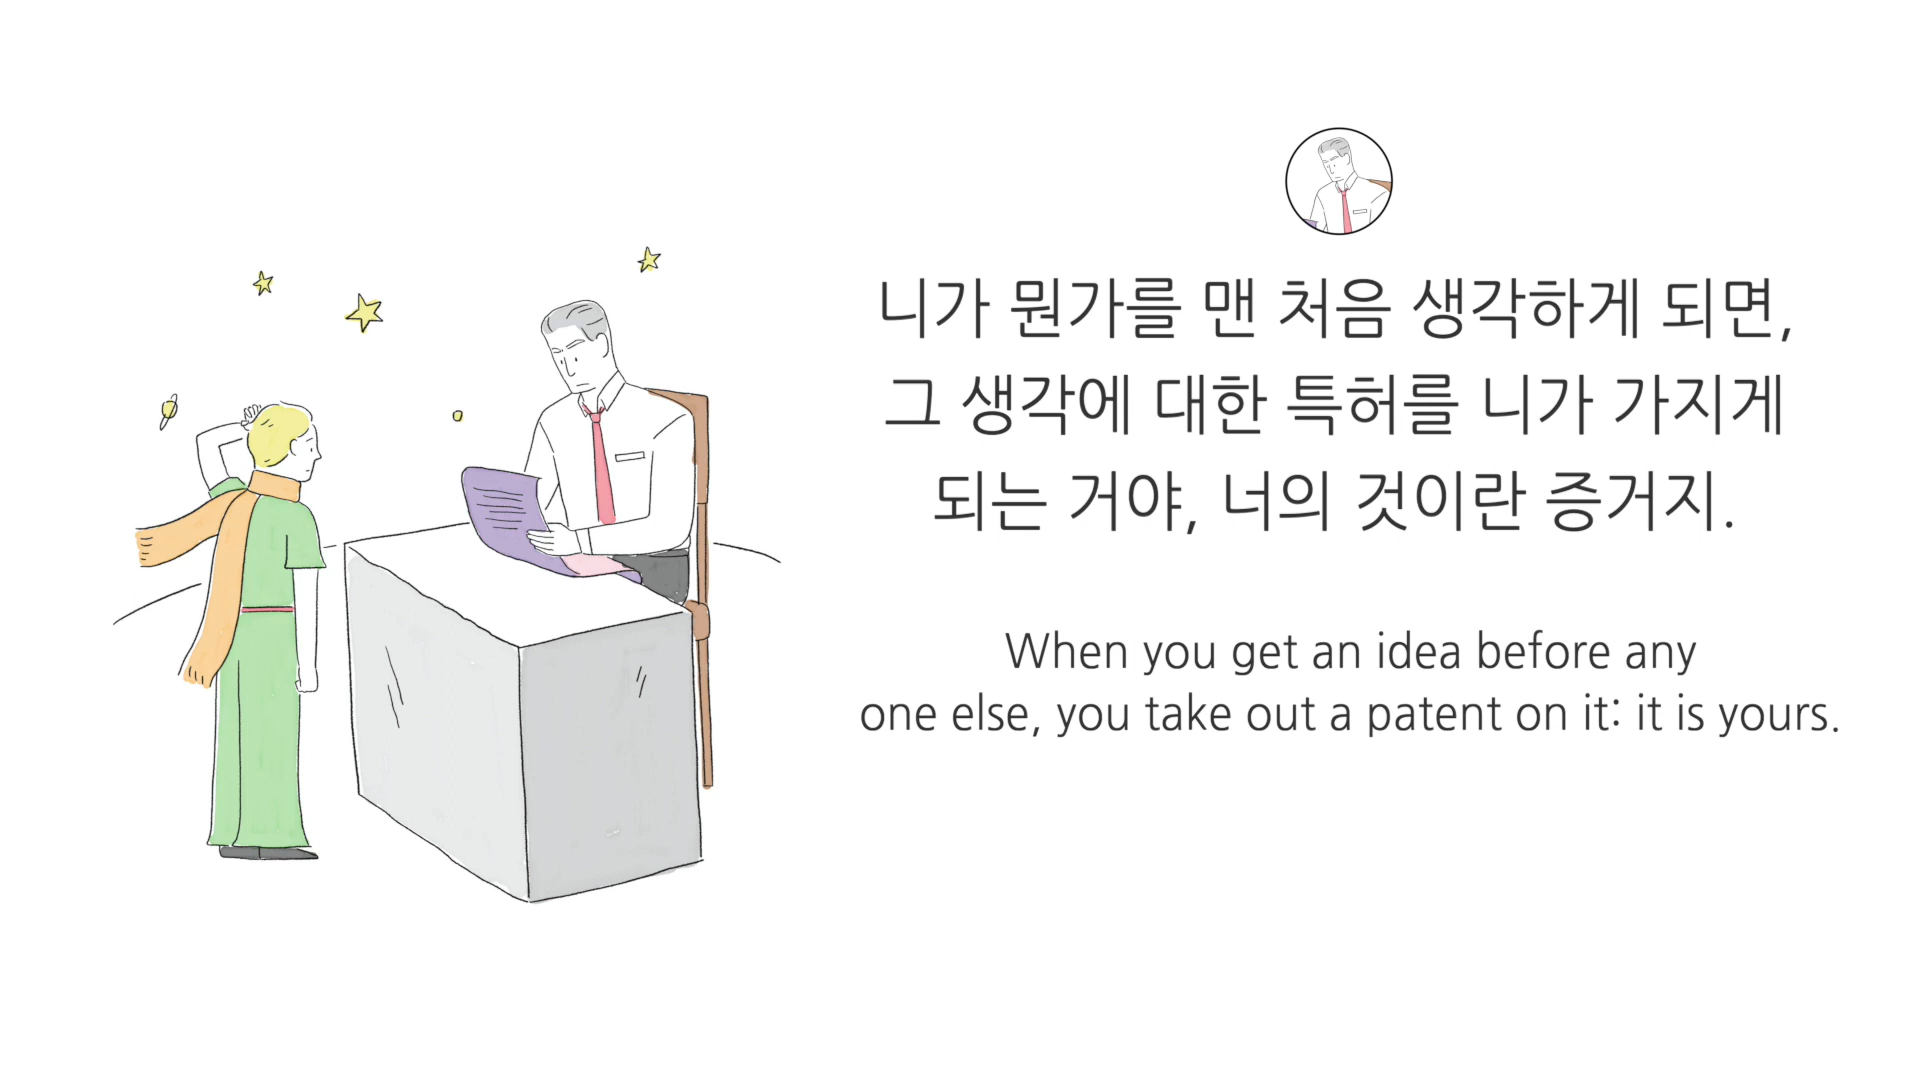 니가 뭔가를 맨 처음 생각하게 되면,
그 생각에 대한 특허를 니가 가지게
되는 거야, 너의 것이란 증거지.
When you get an idea before any
one else, you take out a patent on it: it is yours.